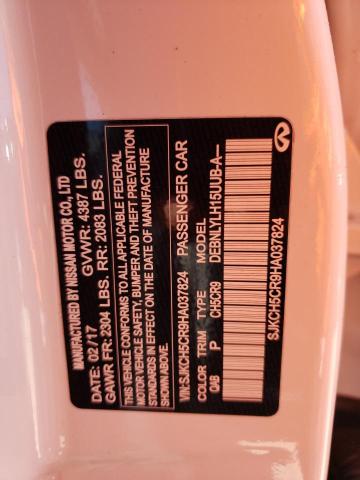 MANUFACTURED BY NISSAN MOTOR CO., LTD
DATE: 02/17 GVWR: 4387 LBS.
GAWR FR: 2304 LBS. RR: 2083 LBS.
THIS VEHICLE CONFORMS TO ALL APPLICABLE FEDERAL
MOTOR VEHICLE SAFETY, BUMPER AND THEFT PREVENTION
STANDARDS IN EFFECT ON THE DATE OF MANUFACTURE
SHOWN ABOVE.
VIN:SJKCH5CR9HA037824 PASSENGER CAR
COLOR TRIM TYPE MODEL
QAB P CH5CR9 DEBNLYLH15UUB-A--
SJKCH5CR9HA037824